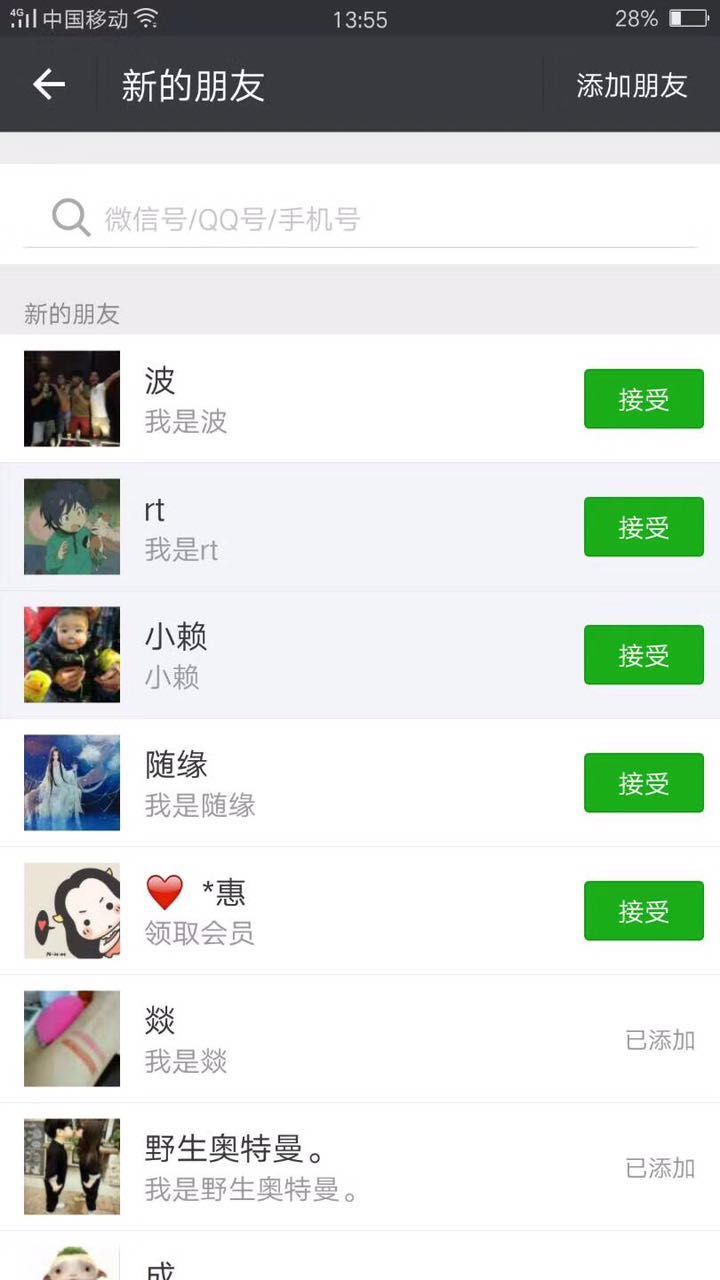 4G 中国移动 13:55 28%
新的朋友 添加朋友
微信号/QQ号/手机号
新的朋友
波
我是波
接受
rt
我是rt
接受
小赖
小赖
接受
随缘
我是随缘
接受
❤️ *惠
领取会员
接受
燚
我是燚
已添加
野生奥特曼。
我是野生奥特曼。
已添加
成